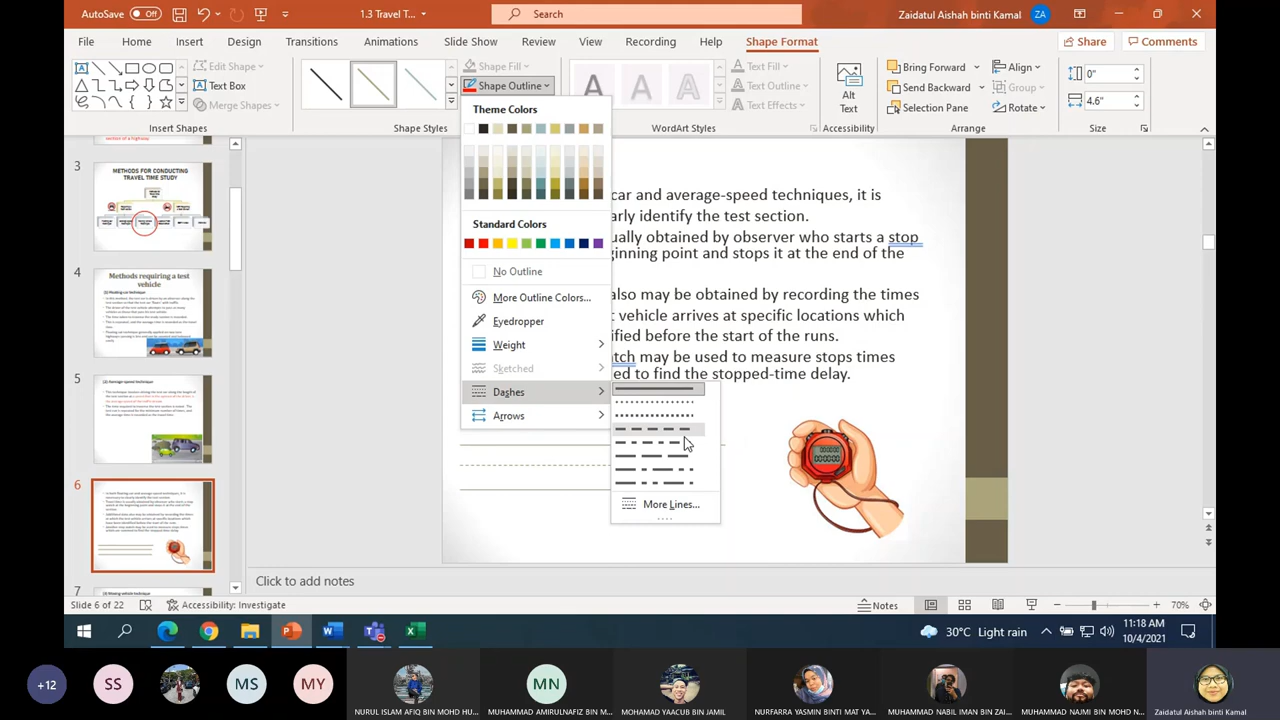 AutoSave Off
1.3 Travel T...
Search
Zaidatul Aishah binti Kamal ZA
File Home Insert Design Transitions Animations Slide Show Review View Recording Help Shape Format Share Comments
Edit Shape
Text Box
Merge Shapes
Insert Shapes
Shape Fill
Shape Outline
Shape Styles
Text Fill
Text Outline
Text Effects
WordArt Styles
Alt
Text
Accessibility
Bring Forward
Send Backward
Selection Pane
Align
Group
Rotate
Arrange
0"
4.6"
Size
Theme Colors
Standard Colors
No Outline
More Outline Colors...
Eyedropper
Weight
Sketched
Dashes
Arrows
More Lines...
3
METHODS FOR CONDUCTING
TRAVEL TIME STUDY
4
Methods requiring a test
vehicle
5
6
7
car and average-speed techniques, it is
arly identify the test section.
ually obtained by observer who starts a stop
ginning point and stops it at the end of the
also may be obtained by recording the times
t vehicle arrives at specific locations which
ified before the start of the runs.
tch may be used to measure stops times
ed to find the stopped-time delay.
Click to add notes
Slide 6 of 22
Accessibility: Investigate
Notes
70%
30°C Light rain
11:18 AM
10/4/2021
+12
SS
MS
MY
NURUL ISLAM AFIQ BIN MOHD HU...
MN
MUHAMMAD AMIRULNAFIZ BIN M...
MOHAMAD YAACUB BIN JAMIL
NURFARRA YASMIN BINTI MAT YA...
MUHAMMAD NABIL IMAN BIN ZAI...
MUHAMMAD NAJMI BIN MOHD N...
Zaidatul Aishah binti Kamal